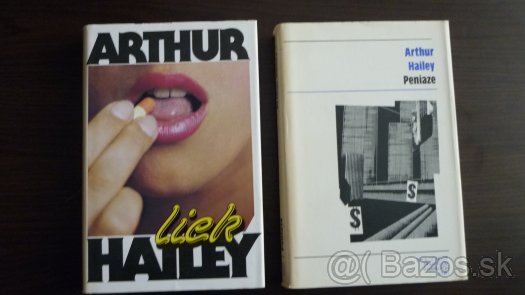 ARTHUR
liek
HAILEY
Arthur
Hailey
Peniaze
$
$
@( Bazos.sk